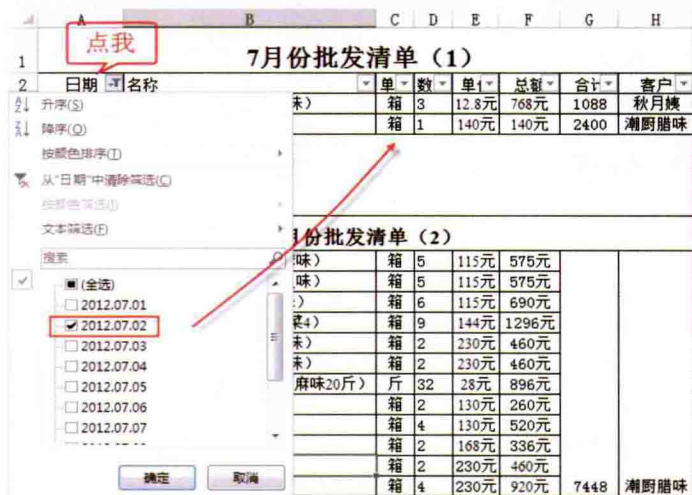 A B C D E F G H
点我
1 7月份批发清单（1）
2 日期 名称 单 数 单价 总额 合计 客户
味） 箱 3 12.8元 768元 1088 秋月姨
箱 1 140元 140元 2400 潮厨腊味
升序(S)
降序(O)
按颜色排序(T)
从"日期"中清除筛选(C)
按颜色筛选(I)
文本筛选(F)
搜索
(全选)
2012.07.01
2012.07.02
2012.07.03
2012.07.04
2012.07.05
2012.07.06
2012.07.07
确定 取消
月份批发清单（2）
味） 箱 5 115元 575元
味） 箱 5 115元 575元
） 箱 6 115元 690元
菜4） 箱 9 144元 1296元
味） 箱 2 230元 460元
味） 箱 2 230元 460元
麻味20斤） 斤 32 28元 896元
箱 2 130元 260元
箱 4 130元 520元
箱 2 168元 336元
箱 2 230元 460元
箱 4 230元 920元 7448 潮厨腊味